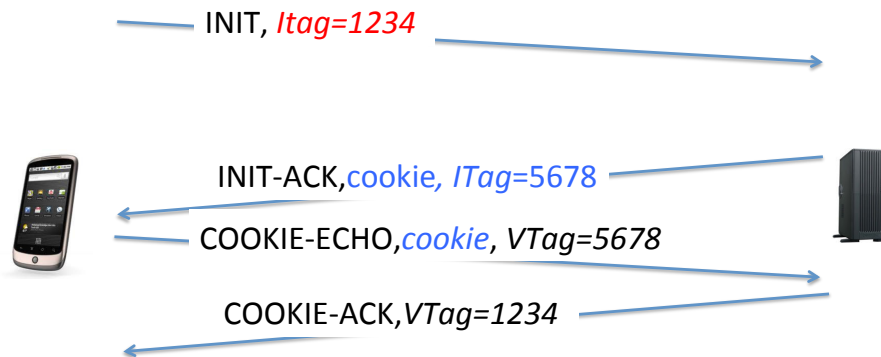 INIT, Itag=1234
INIT-ACK,cookie, ITag=5678
COOKIE-ECHO,cookie, VTag=5678
COOKIE-ACK,VTag=1234